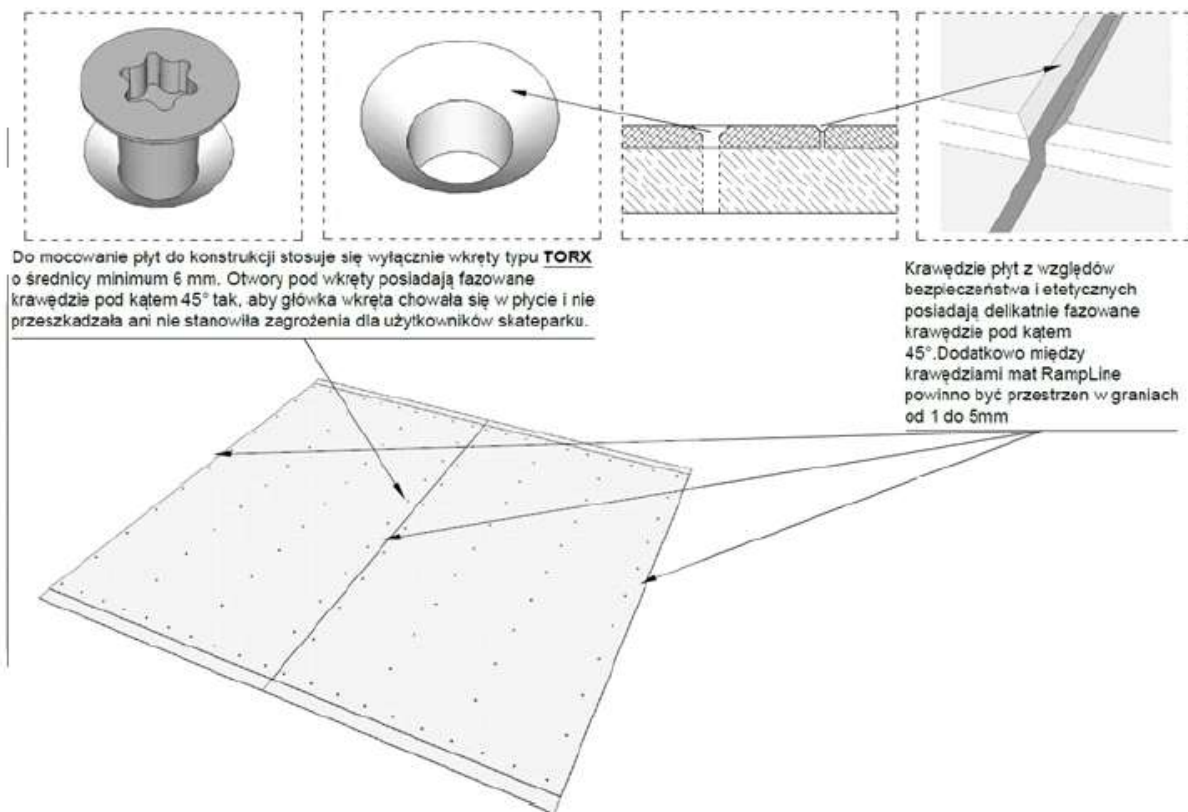 Do mocowanie płyt do konstrukcji stosuje się wyłącznie wkręty typu TORX
o średnicy minimum 6 mm. Otwory pod wkręty posiadają fazowane
krawędzie pod kątem 45° tak, aby główka wkręta chowała się w płycie i nie
przeszkadzała ani nie stanowiła zagrożenia dla użytkowników skateparku.
Krawędzie płyt z względów
bezpieczeństwa i etetycznych
posiadają delikatnie fazowane
krawędzie pod kątem
45°.Dodatkowo między
krawędziami mat RampLine
powinno być przestrzen w graniach
od 1 do 5mm